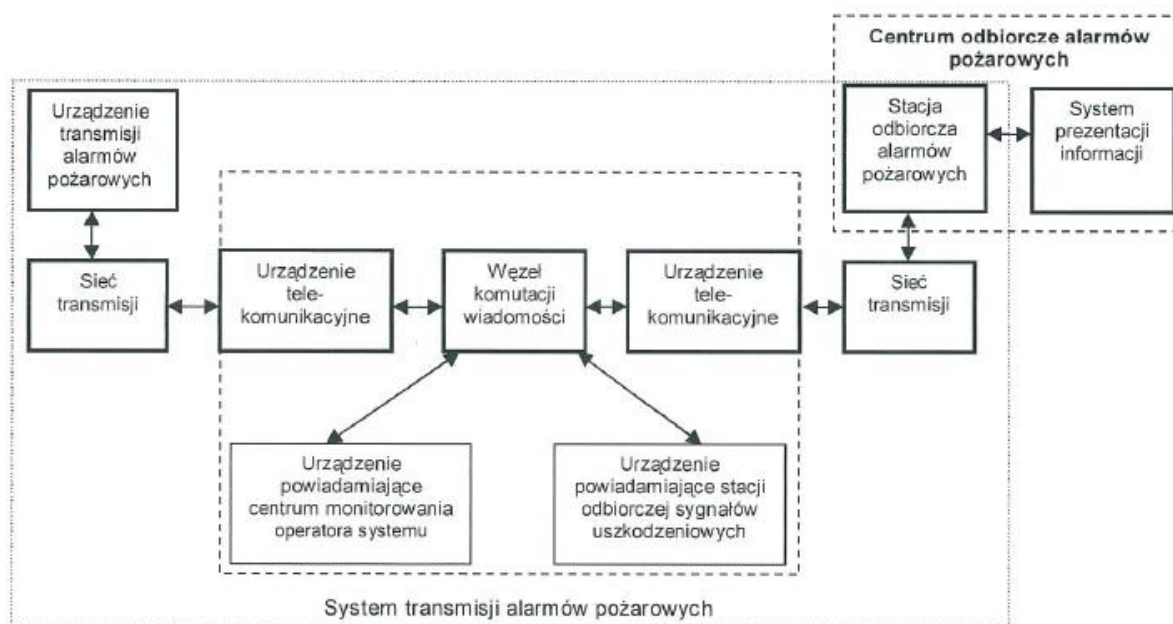 Centrum odbiorcze alarmów
pożarowych
Urządzenie
transmisji
alarmów
pożarowych
Stacja
odbiorcza
alarmów
pożarowych
System
prezentacji
informacji
Sieć
transmisji
Urządzenie
tele-
komunikacyjne
Węzeł
komutacji
wiadomości
Urządzenie
tele-
komunikacyjne
Sieć
transmisji
Urządzenie
powiadamiające
centrum monitorowania
operatora systemu
Urządzenie
powiadamiające stacji
odbiorczej sygnałów
uszkodzeniowych
System transmisji alarmów pożarowych